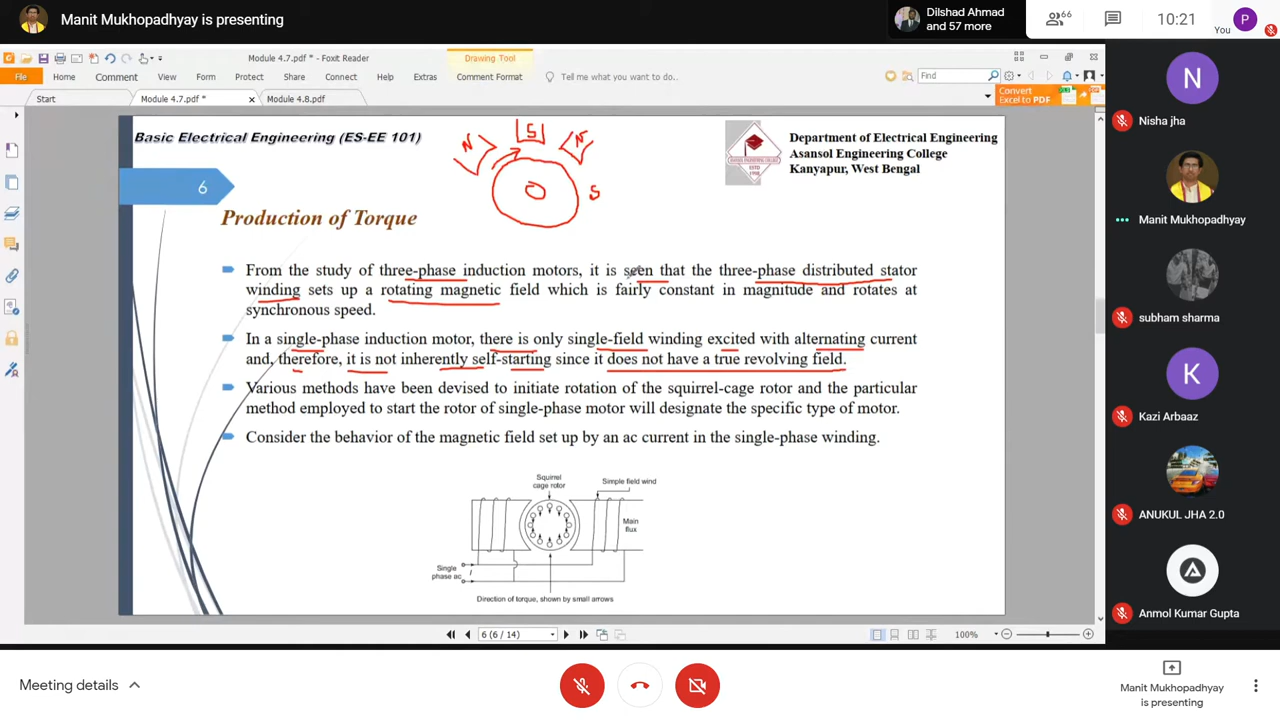 Manit Mukhopadhyay is presenting
Dilshad Ahmad
and 57 more
66
10:21
You
P
Module 4.7.pdf * - Foxit Reader
Drawing Tool
File
Home
Comment
View
Form
Protect
Share
Connect
Help
Extras
Comment Format
Tell me what you want to do..
Find
Start
Module 4.7.pdf *
Module 4.8.pdf
Convert
Excel to PDF
Basic Electrical Engineering (ES-EE 101)
N
S
N
S
Department of Electrical Engineering
Asansol Engineering College
Kanyapur, West Bengal
6
Production of Torque
From the study of three-phase induction motors, it is seen that the three-phase distributed stator
winding sets up a rotating magnetic field which is fairly constant in magnitude and rotates at
synchronous speed.
In a single-phase induction motor, there is only single-field winding excited with alternating current
and, therefore, it is not inherently self-starting since it does not have a true revolving field.
Various methods have been devised to initiate rotation of the squirrel-cage rotor and the particular
method employed to start the rotor of single-phase motor will designate the specific type of motor.
Consider the behavior of the magnetic field set up by an ac current in the single-phase winding.
Squirrel
cage rotor
Simple field wind
Main
flux
Single
phase ac
Direction of torque, shown by small arrows
6 (6 / 14)
100%
N
Nisha jha
Manit Mukhopadhyay
subham sharma
K
Kazi Arbaaz
ANUKUL JHA 2.0
Anmol Kumar Gupta
Meeting details
Manit Mukhopadhyay
is presenting